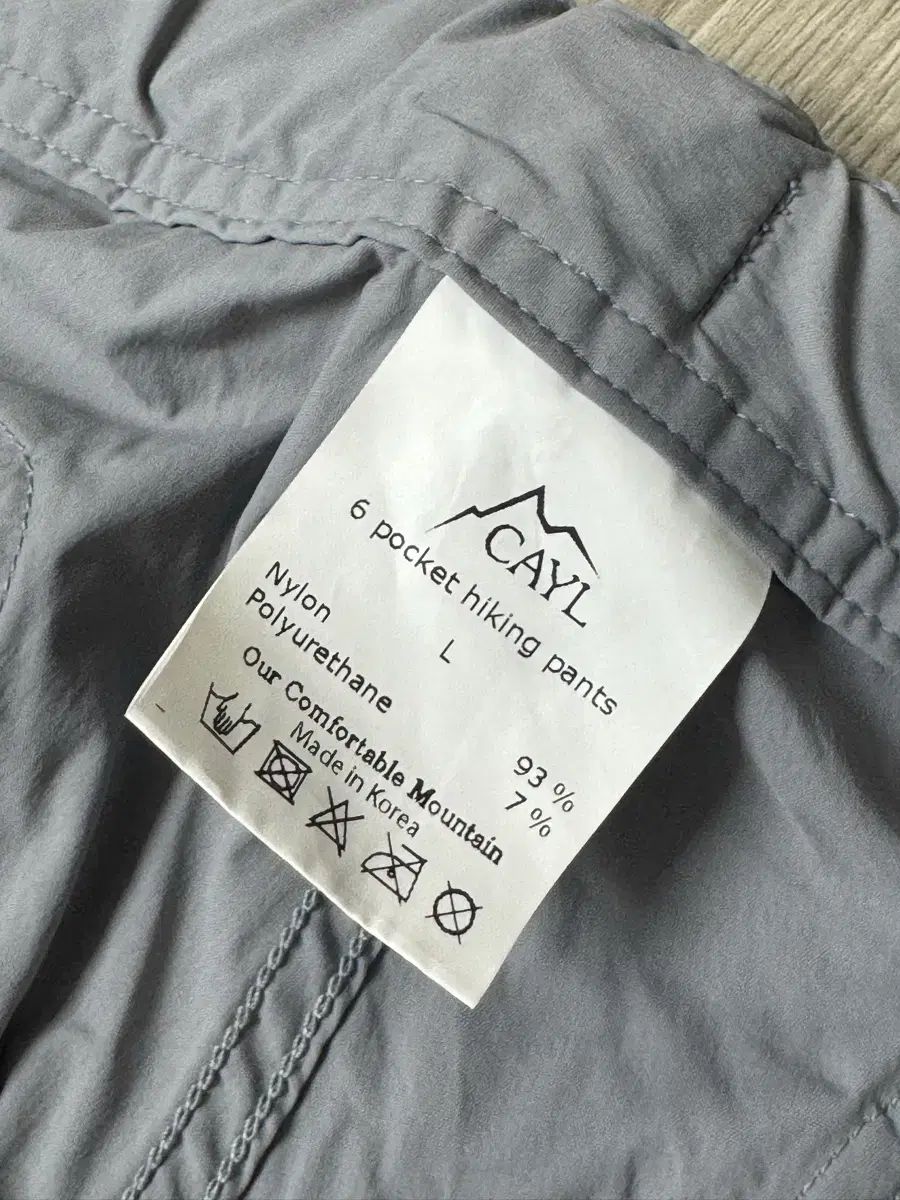 CAYL
6 pocket hiking pants
L
Nylon 93 %
Polyurethane 7 %
Our Comfortable Mountain
Made in Korea